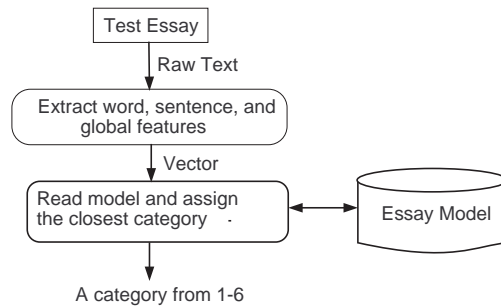 Test Essay
Raw Text
Extract word, sentence, and
global features
Vector
Read model and assign
the closest category
Essay Model
A category from 1-6